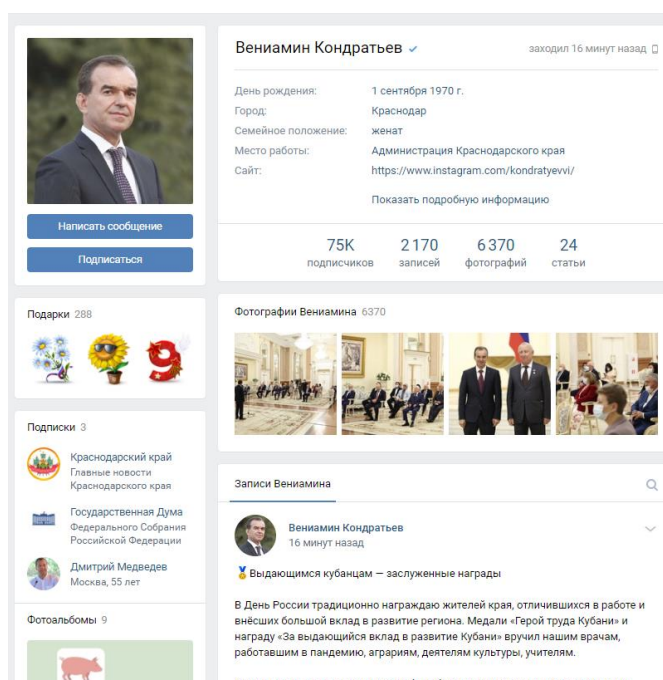 Вениамин Кондратьев
заходил 16 минут назад
День рождения: 1 сентября 1970 г.
Город: Краснодар
Семейное положение: женат
Место работы: Администрация Краснодарского края
Сайт: https://www.instagram.com/kondratyevvi/
Показать подробную информацию
75K 2170 6370 24
подписчиков записей фотографий статьи
Написать сообщение
Подписаться
Подарки 288
9
Подписки 3
Краснодарский край
Главные новости
Краснодарского края
Государственная Дума
Федерального Собрания
Российской Федерации
Дмитрий Медведев
Москва, 55 лет
Фотоальбомы 9
Фотографии Вениамина 6370
Записи Вениамина
Вениамин Кондратьев
16 минут назад
Выдающимся кубанцам — заслуженные награды
В День России традиционно награждаю жителей края, отличившихся в работе и
внёсших большой вклад в развитие региона. Медали «Герой труда Кубани» и
награду «За выдающийся вклад в развитие Кубани» вручил нашим врачам,
работавшим в пандемию, аграриям, деятелям культуры, учителям.